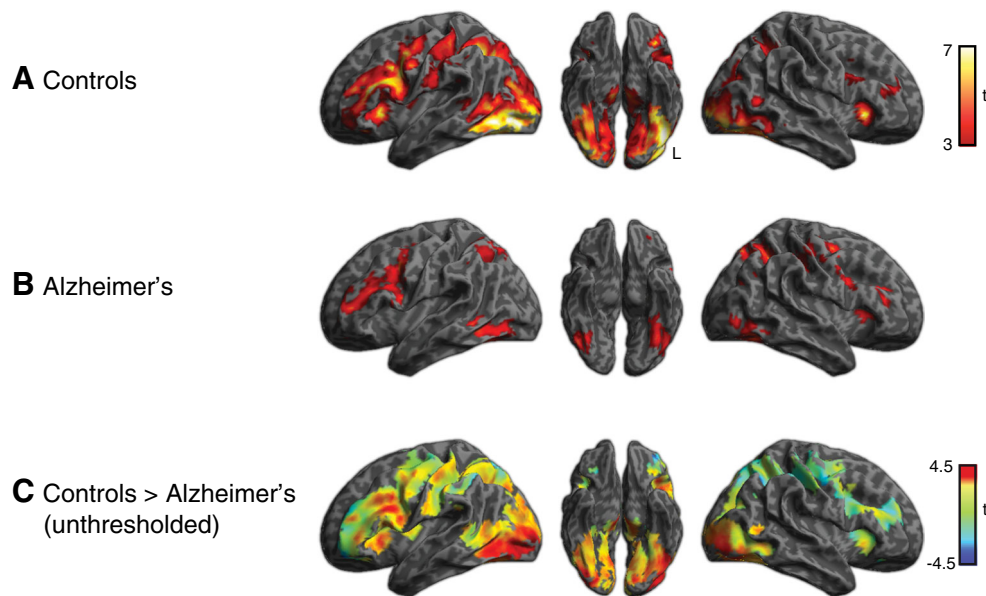 A Controls
7
t
3
L
B Alzheimer's
C Controls > Alzheimer's
(unthresholded)
4.5
t
-4.5